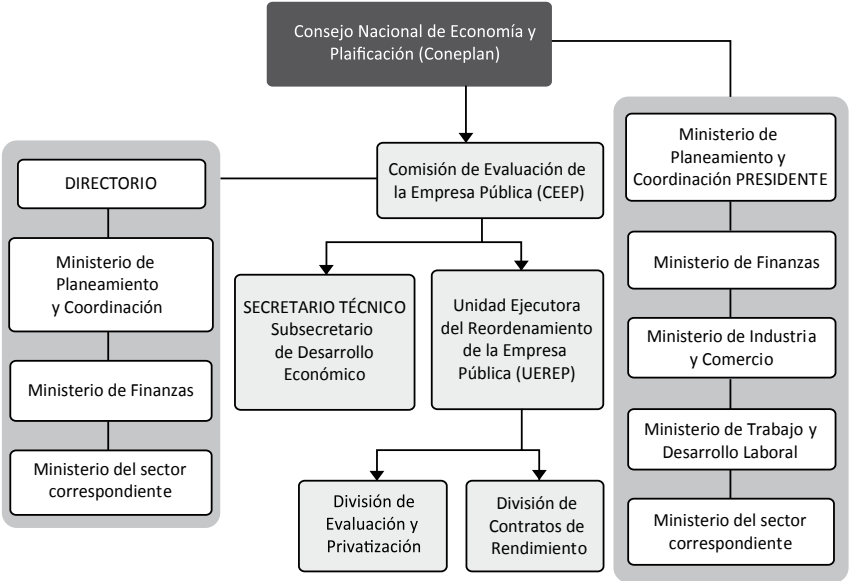 Consejo Nacional de Economía y
Plaificación (Coneplan)
Comisión de Evaluación de
la Empresa Pública (CEEP)
DIRECTORIO
Ministerio de
Planeamiento
y Coordinación
Ministerio de Finanzas
Ministerio del sector
correspondiente
SECRETARIO TÉCNICO
Subsecretario
de Desarrollo
Económico
Unidad Ejecutora
del Reordenamiento
de la Empresa
Pública (UEREP)
División de
Evaluación y
Privatización
División de
Contratos de
Rendimiento
Ministerio de
Planeamiento y
Coordinación PRESIDENTE
Ministerio de Finanzas
Ministerio de Industria
y Comercio
Ministerio de Trabajo y
Desarrollo Laboral
Ministerio del sector
correspondiente